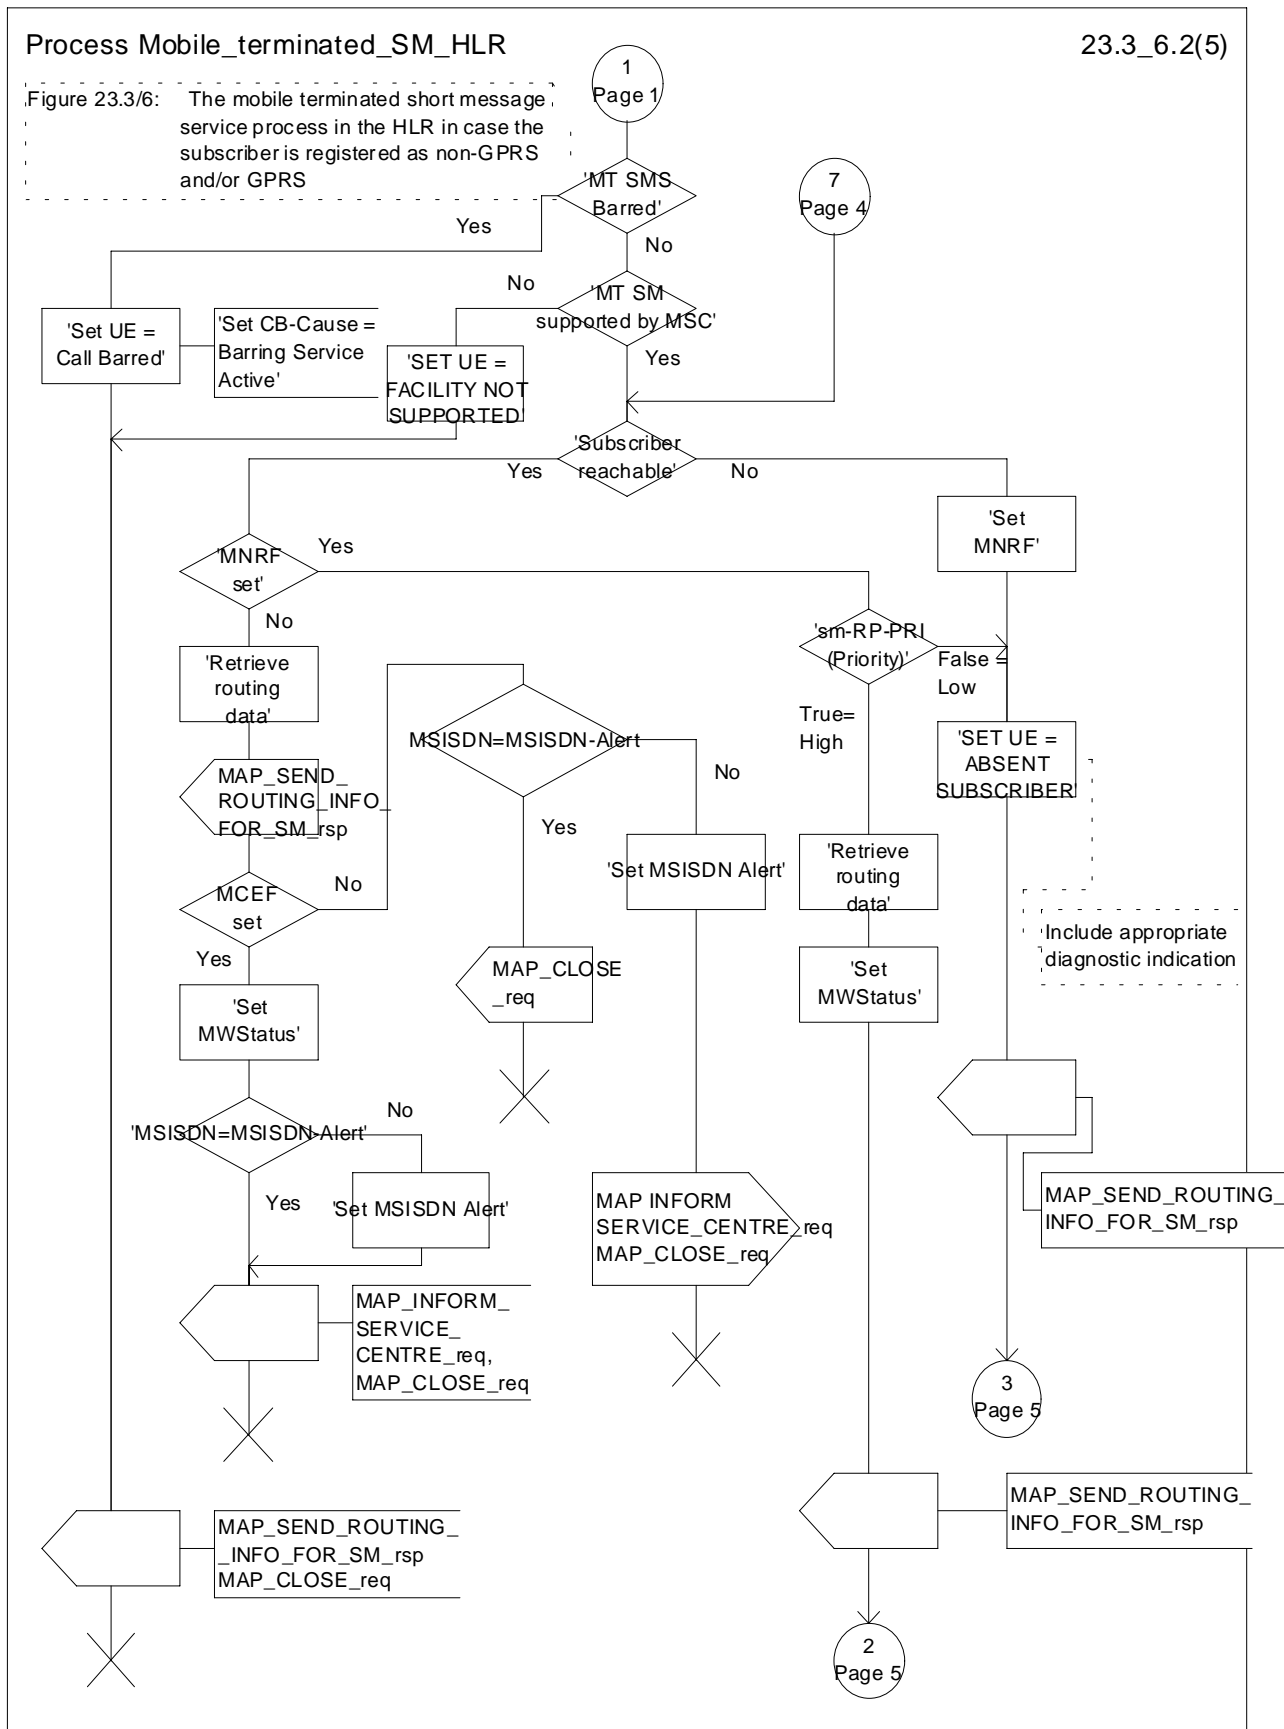 Process Mobile_terminated_SM_HLR
23.3_6.2(5)
Figure 23.3/6: The mobile terminated short message
service process in the HLR in case the
subscriber is registered as non-GPRS
and/or GPRS
1
Page 1
'MT SMS
Barred'
7
Page 4
Yes
No
No
'MT SM
supported by MSC'
'Set UE =
Call Barred'
'Set CB-Cause =
Barring Service
Active'
'SET UE =
FACILITY NOT
SUPPORTED'
Yes
'Subscriber
reachable'
Yes
No
'Set
MNRF'
'MNRF
set'
Yes
No
'sm-RP-PRI
(Priority)'
False =
Low
True=
High
'Retrieve
routing
data'
MSISDN=MSISDN-Alert
No
Yes
'SET UE =
ABSENT
SUBSCRIBER'
MAP_SEND_
ROUTING_INFO_
FOR_SM_rsp
'Set MSISDN Alert'
'Retrieve
routing
data'
MCEF
set
No
Yes
Include appropriate
diagnostic indication
MAP_CLOSE
_req
'Set
MWStatus'
'Set
MWStatus'
'MSISDN=MSISDN-Alert'
No
Yes
'Set MSISDN Alert'
MAP INFORM
SERVICE_CENTRE_req
MAP_CLOSE_req
MAP_SEND_ROUTING_
INFO_FOR_SM_rsp
MAP_INFORM_
SERVICE_
CENTRE_req,
MAP_CLOSE_req
3
Page 5
MAP_SEND_ROUTING_
INFO_FOR_SM_rsp
MAP_SEND_ROUTING_
_INFO_FOR_SM_rsp
MAP_CLOSE_req
2
Page 5